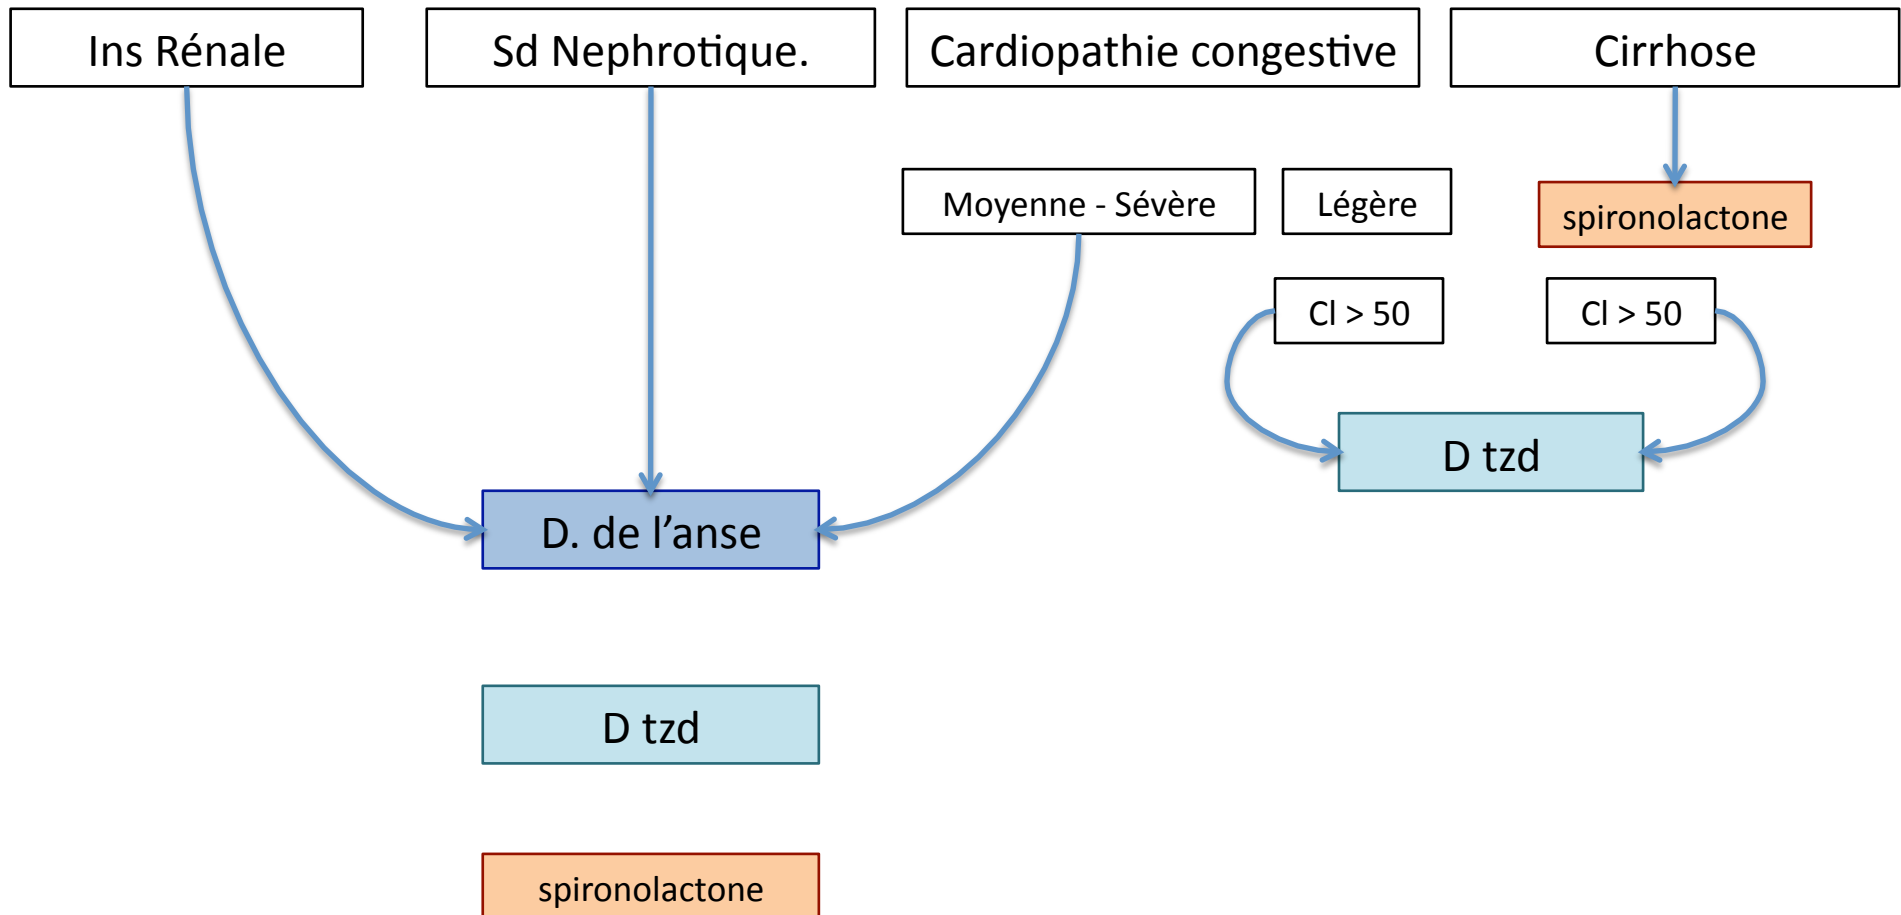 Ins Rénale
Sd Nephrotique.
Cardiopathie congestive
Cirrhose
Moyenne - Sévère
Légère
spironolactone
Cl > 50
Cl > 50
D tzd
D. de l’anse
D tzd
spironolactone